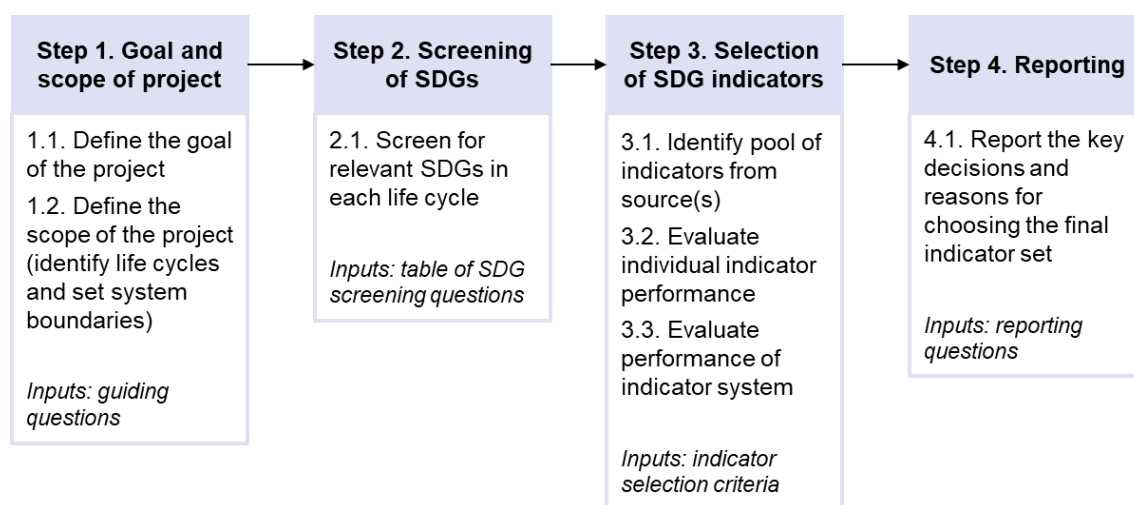 Step 1. Goal and
scope of project
1.1. Define the goal
of the project
1.2. Define the
scope of the project
(identify life cycles
and set system
boundaries)
Inputs: guiding
questions
Step 2. Screening
of SDGs
2.1. Screen for
relevant SDGs in
each life cycle
Inputs: table of SDG
screening questions
Step 3. Selection
of SDG indicators
3.1. Identify pool of
indicators from
source(s)
3.2. Evaluate
individual indicator
performance
3.3. Evaluate
performance of
indicator system
Inputs: indicator
selection criteria
Step 4. Reporting
4.1. Report the key
decisions and
reasons for
choosing the final
indicator set
Inputs: reporting
questions